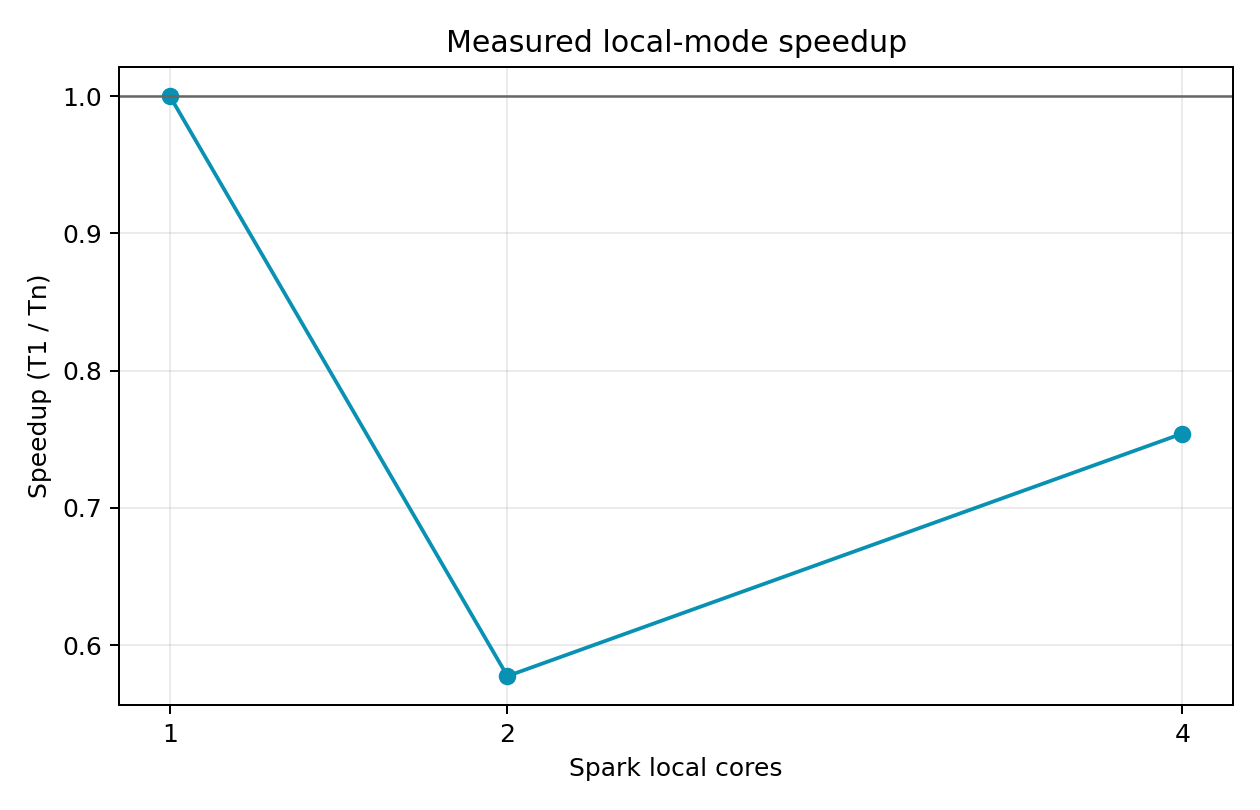 Measured local-mode speedup
Speedup (T1 / Tn)
1.0
0.9
0.8
0.7
0.6
1
2
4
Spark local cores